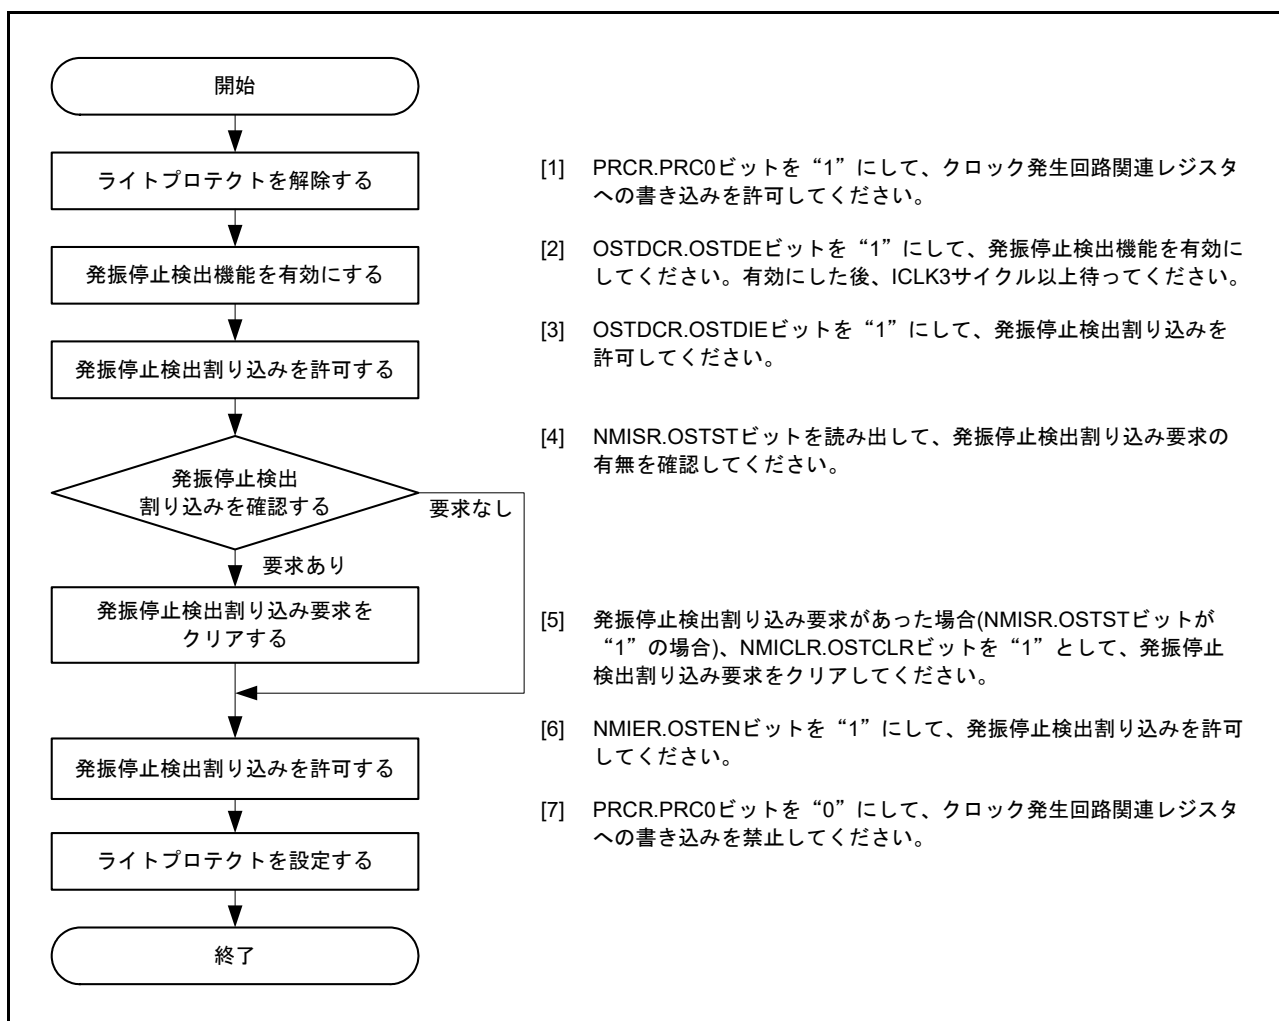 開始
ライトプロテクトを解除する
発振停止検出機能を有効にする
発振停止検出割り込みを許可する
発振停止検出
割り込みを確認する
要求なし
要求あり
発振停止検出割り込み要求を
クリアする
発振停止検出割り込みを許可する
ライトプロテクトを設定する
終了
[1] PRCR.PRC0ビットを“1”にして、クロック発生回路関連レジスタ
への書き込みを許可してください。
[2] OSTDCR.OSTDEビットを“1”にして、発振停止検出機能を有効に
してください。有効にした後、ICLK3サイクル以上待ってください。
[3] OSTDCR.OSTDIEビットを“1”にして、発振停止検出割り込みを
許可してください。
[4] NMISR.OSTSTビットを読み出して、発振停止検出割り込み要求の
有無を確認してください。
[5] 発振停止検出割り込み要求があった場合(NMISR.OSTSTビットが
“1”の場合)、NMICLR.OSTCLRビットを“1”として、発振停止
検出割り込み要求をクリアしてください。
[6] NMIER.OSTENビットを“1”にして、発振停止検出割り込みを許可
してください。
[7] PRCR.PRC0ビットを“0”にして、クロック発生回路関連レジスタ
への書き込みを禁止してください。